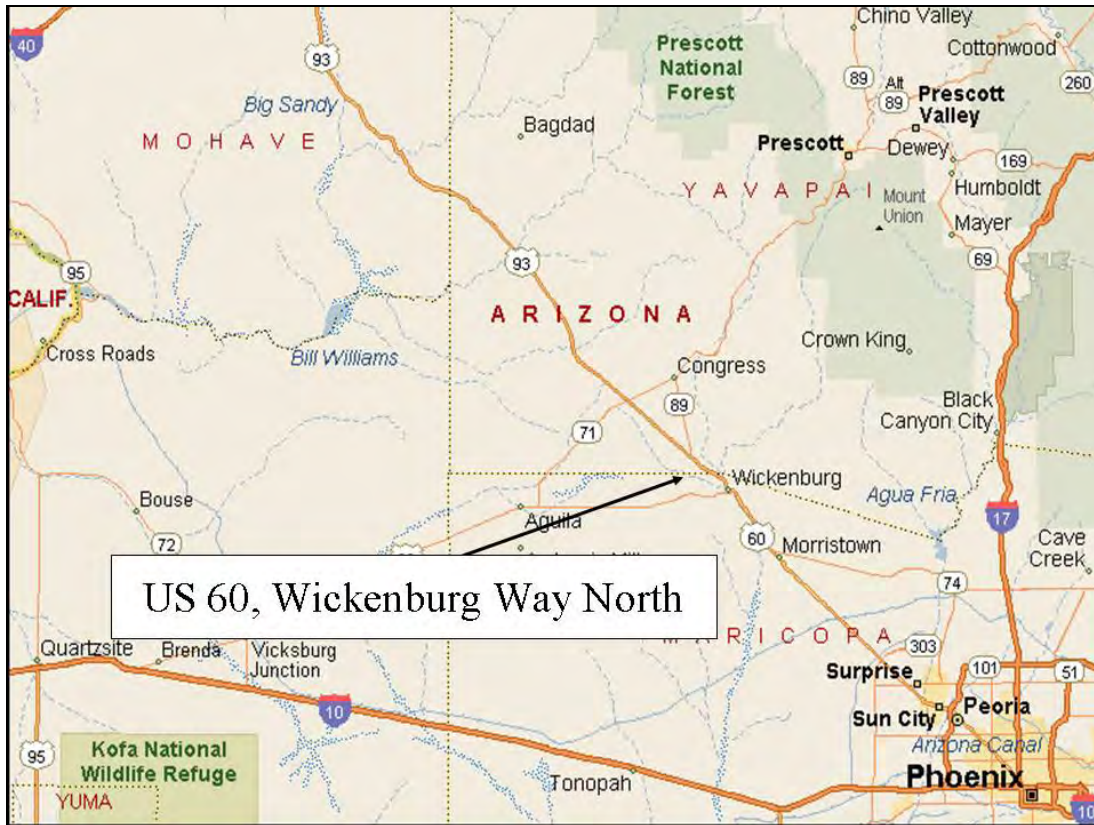 40
93
Big Sandy
MOHAVE
Bagdad
Prescott
National
Forest
Chino Valley
Cottonwood
89
Alt
89
260
Prescott
Valley
Prescott
Dewey
169
YAVAPAI
Humboldt
Mount
Union
Mayer
69
95
CALIF.
93
ARIZONA
Cross Roads
Bill Williams
Crown King
Congress
89
Black
Canyon City
71
Wickenburg
Agua Fria
17
Bouse
Aguila
72
60
Morristown
Cave
Creek
74
US 60, Wickenburg Way North
MARICOPA
303
Quartzsite
Brenda
Vicksburg
Junction
101
51
Surprise
10
Sun City
Peoria
Arizona Canal
95
Kofa National
Wildlife Refuge
Tonopah
Phoenix
YUMA
10